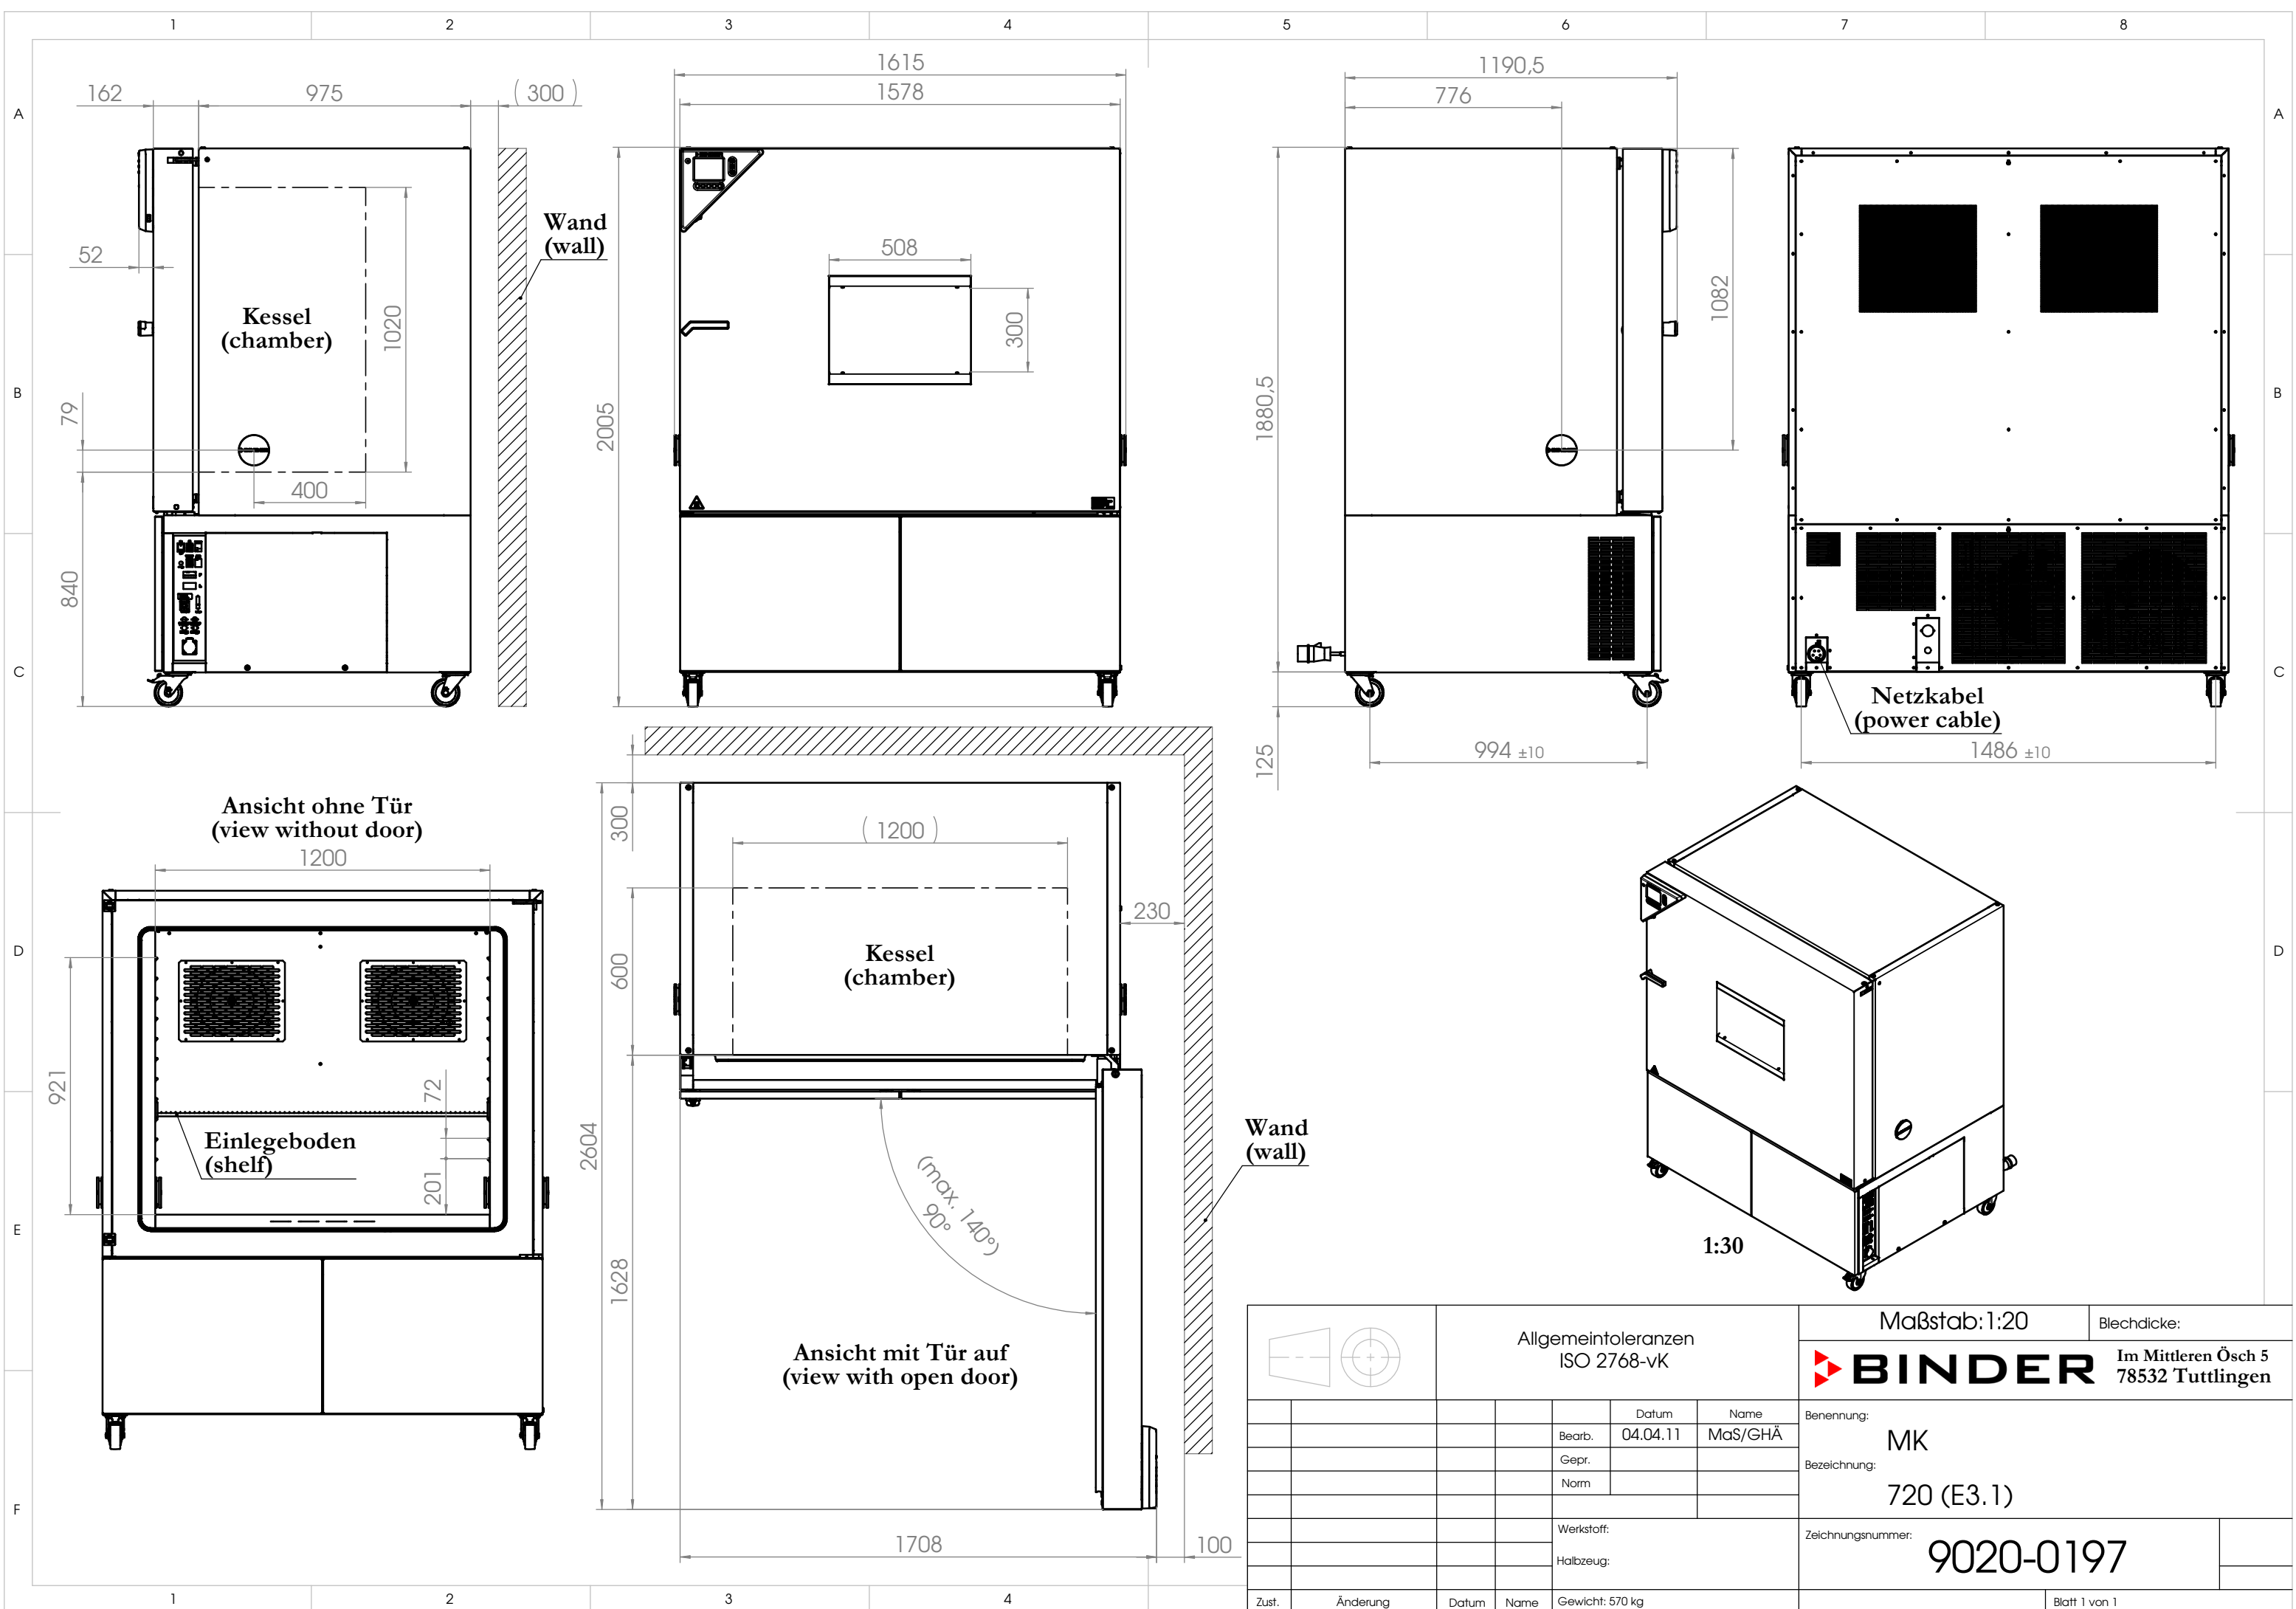 1 2 3 4 5 6 7 8
A A
B B
C C
D D
E
F
162 975 (300)
52
Kessel
(chamber)
1020
79
400
840
Wand
(wall)
1615
1578
508
300
2005
1190,5
776
1082
1880,5
125
994 ±10
Netzkabel
(power cable)
1486 ±10
Ansicht ohne Tür
(view without door)
1200
921
72
201
Einlegeboden
(shelf)
300
(1200)
230
600
Kessel
(chamber)
2604
1628
(max. 140°)
90°
Wand
(wall)
Ansicht mit Tür auf
(view with open door)
1708 100
1:30
Allgemeintoleranzen
ISO 2768-vK
Maßstab:1:20 Blechdicke:
BINDER
Im Mittleren Ösch 5
78532 Tuttlingen
Datum Name
Bearb. 04.04.11 MaS/GHÄ
Gepr.
Norm
Benennung:
MK
Bezeichnung:
720 (E3.1)
Werkstoff:
Halbzeug:
Zeichnungsnummer:
9020-0197
Zust. Änderung Datum Name Gewicht: 570 kg Blatt 1 von 1
1 2 3 4